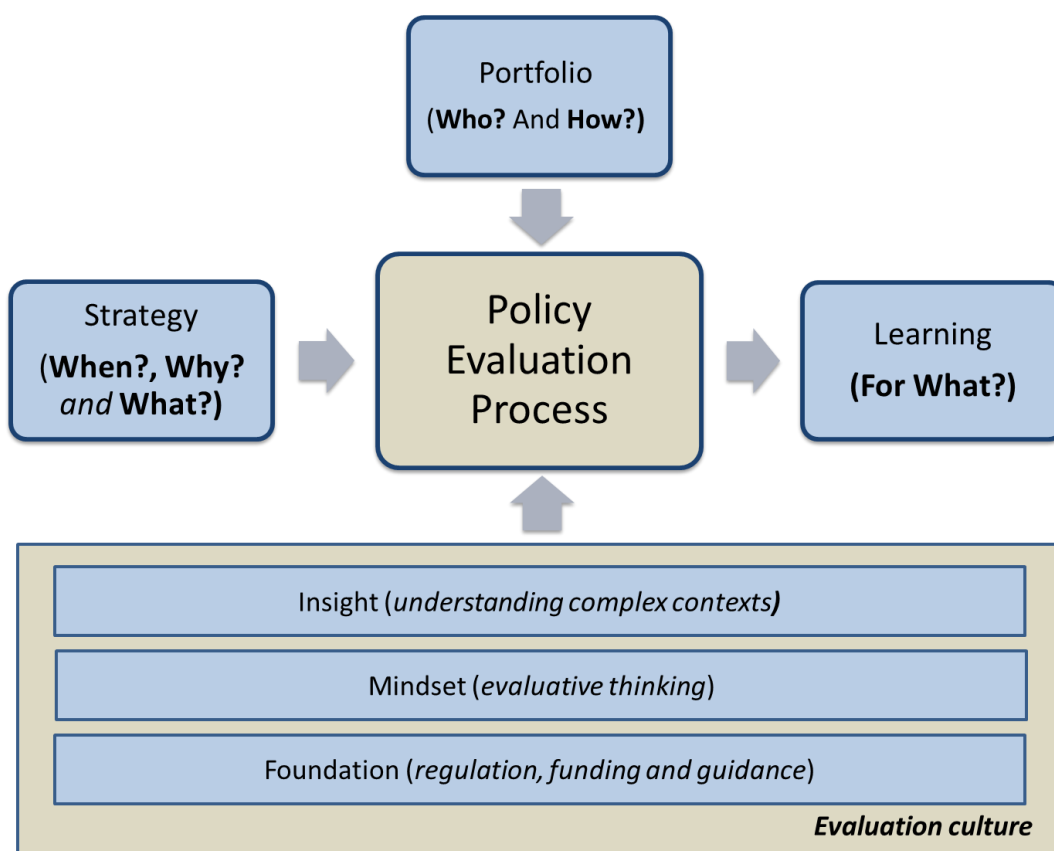 Portfolio
(Who? And How?)
Strategy
(When?, Why?
and What?)
Policy
Evaluation
Process
Learning
(For What?)
Insight (understanding complex contexts)
Mindset (evaluative thinking)
Foundation (regulation, funding and guidance)
Evaluation culture